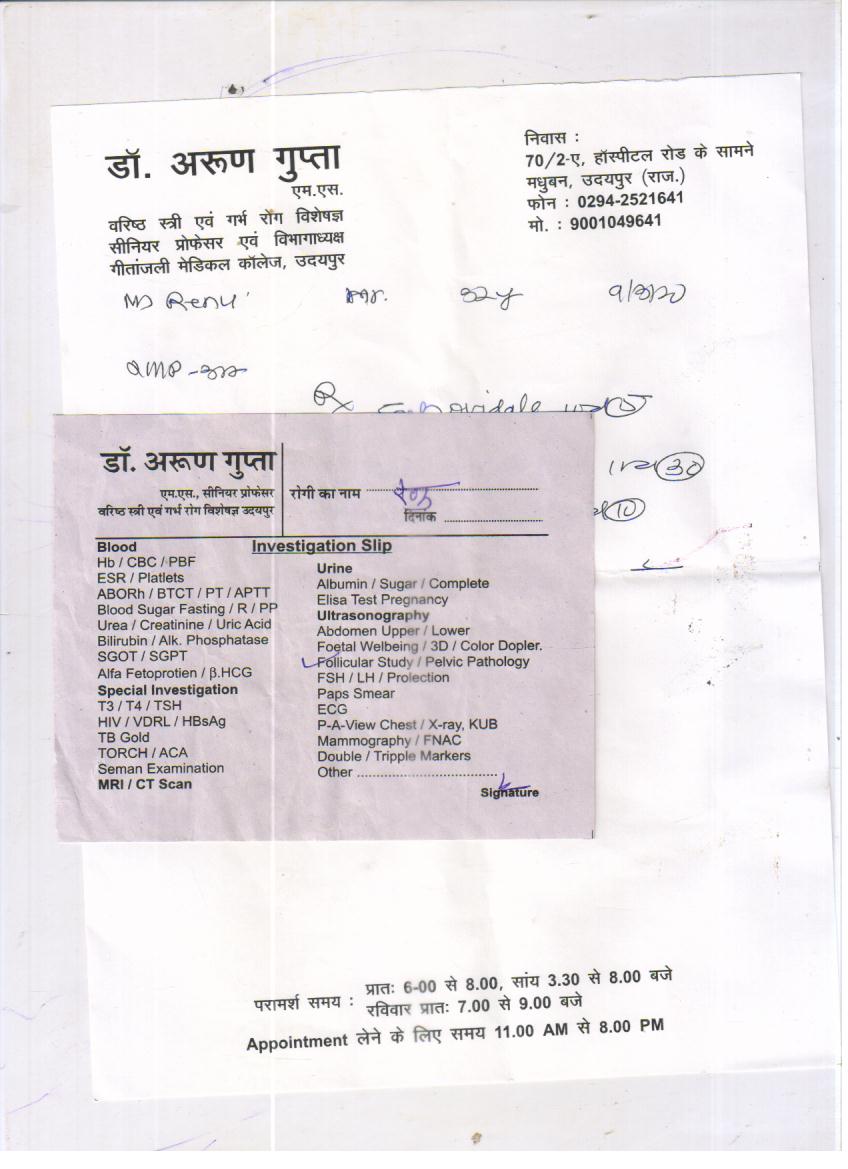 डॉ. अरूण गुप्ता
एम.एस.
वरिष्ठ स्त्री एवं गर्भ रोग विशेषज्ञ
सीनियर प्रोफेसर एवं विभागाध्यक्ष
गीतांजली मेडिकल कॉलेज, उदयपुर
निवास :
70/2-ए, हॉस्पीटल रोड के सामने
मधुबन, उदयपुर (राज.)
फोन : 0294-2521641
मो. : 9001049641
Renu 32y
Rx
30
10
डॉ. अरूण गुप्ता
एम.एस., सीनियर प्रोफेसर
वरिष्ठ स्त्री एवं गर्भ रोग विशेषज्ञ उदयपुर
रोगी का नाम रेणु
दिनांक
Investigation Slip
Blood
Hb / CBC / PBF
ESR / Platlets
ABORh / BTCT / PT / APTT
Blood Sugar Fasting / R / PP
Urea / Creatinine / Uric Acid
Bilirubin / Alk. Phosphatase
SGOT / SGPT
Alfa Fetoprotien / β.HCG
Special Investigation
T3 / T4 / TSH
HIV / VDRL / HBsAg
TB Gold
TORCH / ACA
Seman Examination
MRI / CT Scan
Urine
Albumin / Sugar / Complete
Elisa Test Pregnancy
Ultrasonography
Abdomen Upper / Lower
Foetal Welbeing / 3D / Color Dopler.
Follicular Study / Pelvic Pathology
FSH / LH / Prolection
Paps Smear
ECG
P-A-View Chest / X-ray, KUB
Mammography / FNAC
Double / Tripple Markers
Other
Signature
परामर्श समय : प्रातः 6-00 से 8.00, सांय 3.30 से 8.00 बजे
रविवार प्रातः 7.00 से 9.00 बजे
Appointment लेने के लिए समय 11.00 AM से 8.00 PM